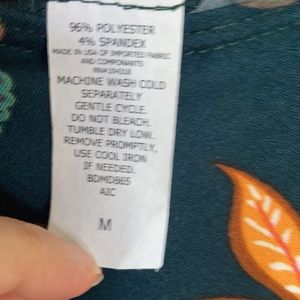 96% POLYESTER
4% SPANDEX
MADE IN USA OF IMPORTED FABRIC
AND COMPONENTS
MACHINE WASH COLD
SEPARATELY
GENTLE CYCLE.
DO NOT BLEACH.
TUMBLE DRY LOW.
REMOVE PROMPTLY,
USE COOL IRON
IF NEEDED.
BDMDB65
AIC
M